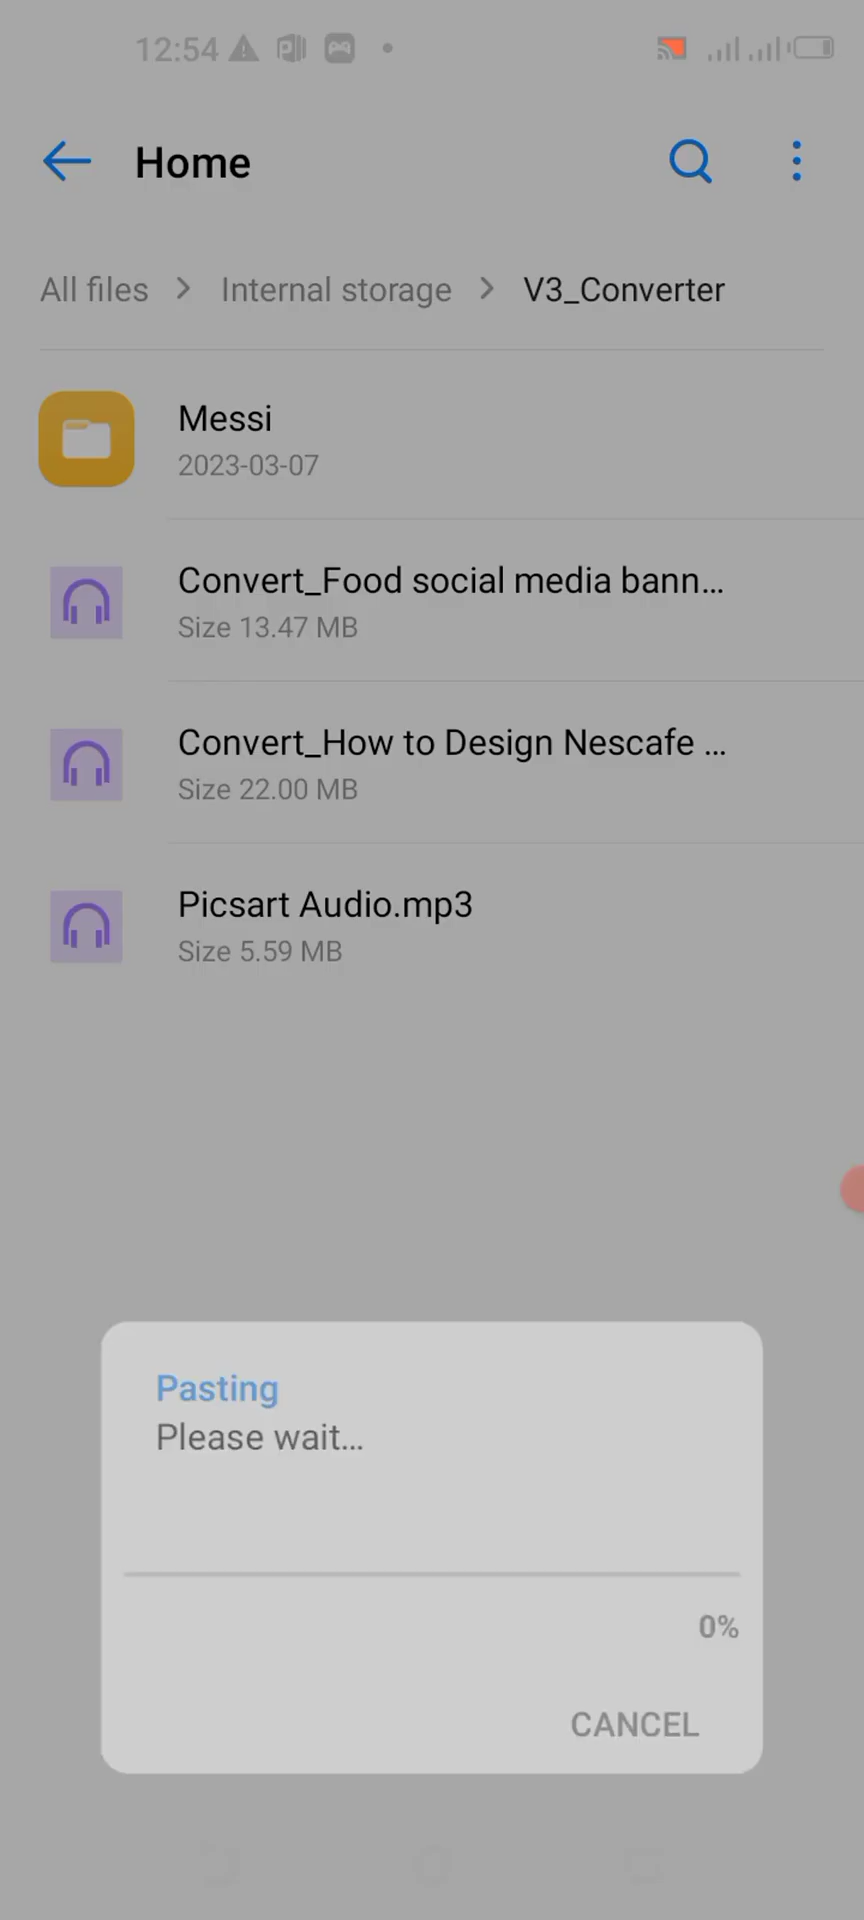 12:54
Home
All files > Internal storage > V3_Converter
Messi
2023-03-07
Convert_Food social media bann...
Size 13.47 MB
Convert_How to Design Nescafe ...
Size 22.00 MB
Picsart Audio.mp3
Size 5.59 MB
Pasting
Please wait...
0%
CANCEL